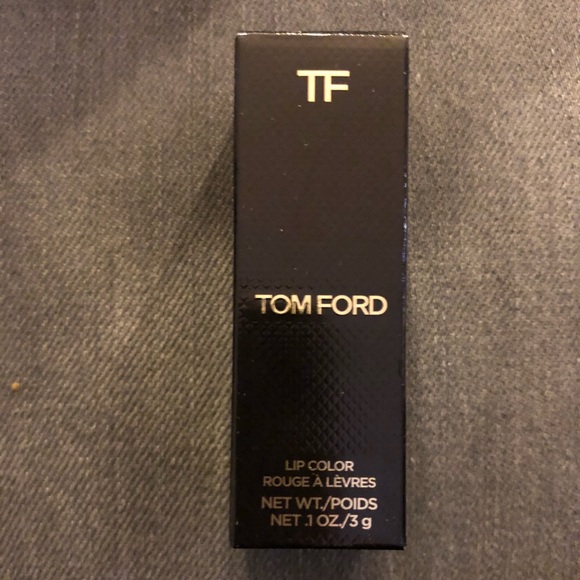 TF
TOM FORD
LIP COLOR
ROUGE À LÈVRES
NET WT./POIDS
NET .1 OZ./3 g